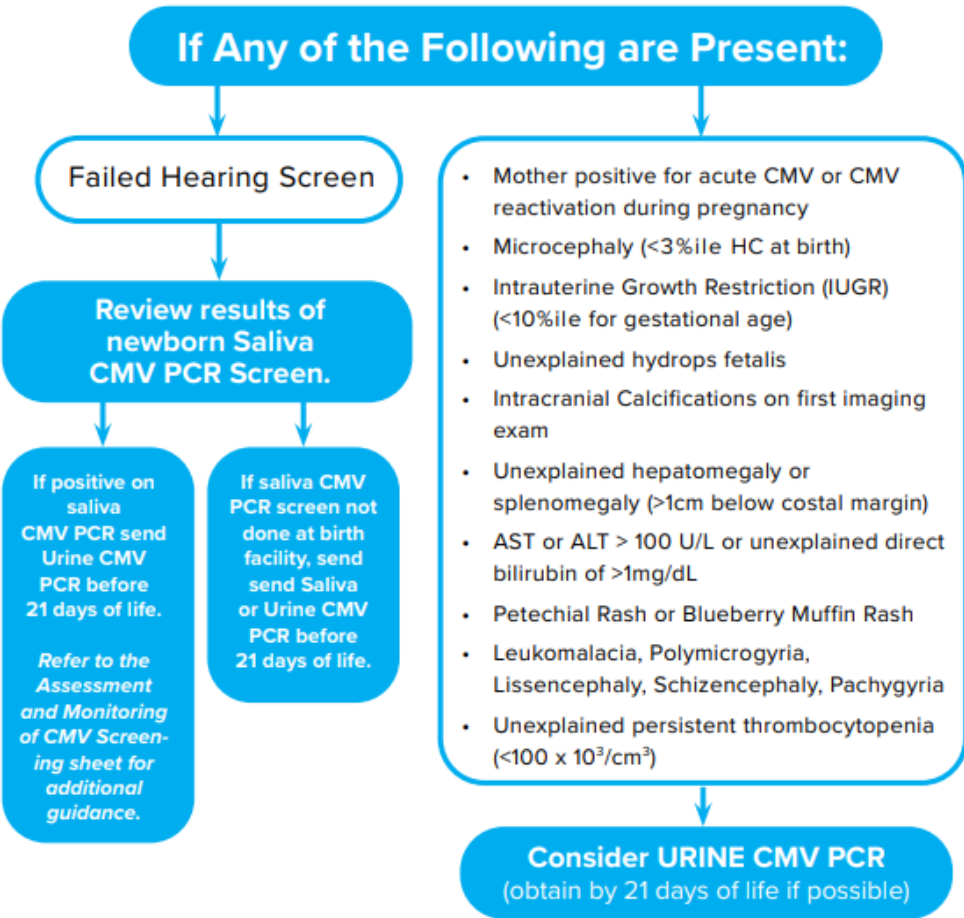 If Any of the Following are Present:
Failed Hearing Screen
Review results of
newborn Saliva
CMV PCR Screen.
If positive on
saliva
CMV PCR send
Urine CMV
PCR before
21 days of life.
Refer to the
Assessment
and Monitoring
of CMV Screen-
ing sheet for
additional
guidance.
If saliva CMV
PCR screen not
done at birth
facility, send
send Saliva
or Urine CMV
PCR before
21 days of life.
• Mother positive for acute CMV or CMV
reactivation during pregnancy
• Microcephaly (<3%ile HC at birth)
• Intrauterine Growth Restriction (IUGR)
(<10%ile for gestational age)
• Unexplained hydrops fetalis
• Intracranial Calcifications on first imaging
exam
• Unexplained hepatomegaly or
splenomegaly (>1cm below costal margin)
• AST or ALT > 100 U/L or unexplained direct
bilirubin of >1mg/dL
• Petechial Rash or Blueberry Muffin Rash
• Leukomalacia, Polymicrogyria,
Lissencephaly, Schizencephaly, Pachygyria
• Unexplained persistent thrombocytopenia
(<100 x 10³/cm³)
Consider URINE CMV PCR
(obtain by 21 days of life if possible)